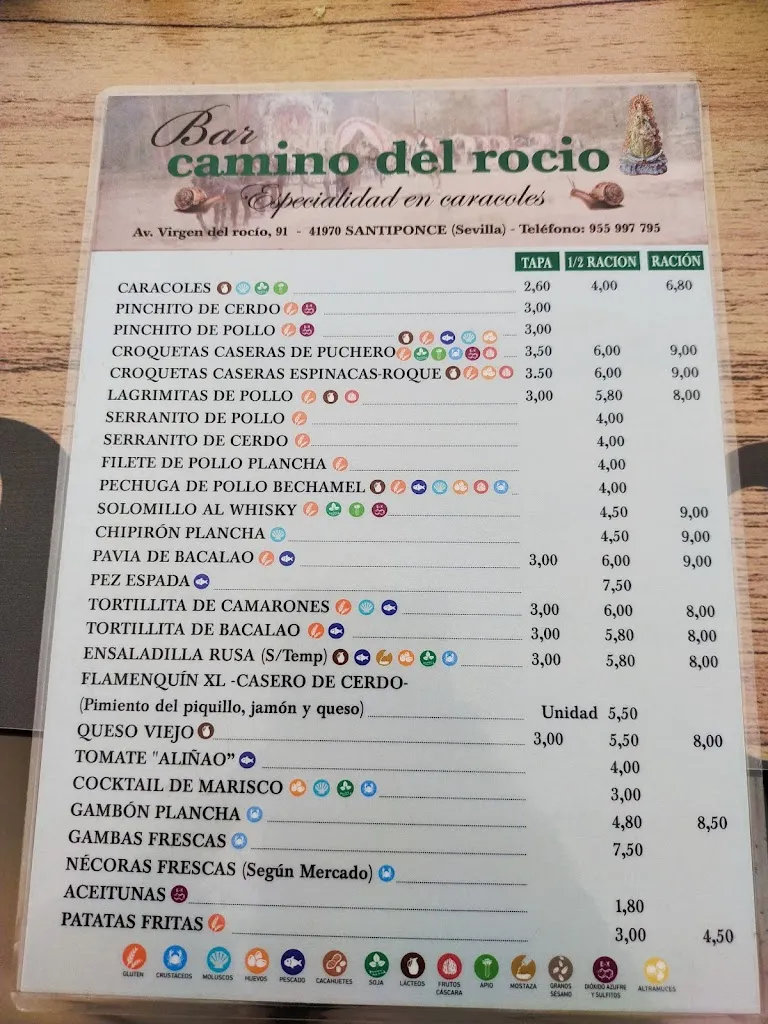 Bar
camino del rocio
Especialidad en caracoles
Av. Virgen del rocío, 91 - 41970 SANTIPONCE (Sevilla) - Teléfono: 955 997 795
TAPA 1/2 RACION RACIÓN
CARACOLES 2,60 4,00 6,80
PINCHITO DE CERDO 3,00
PINCHITO DE POLLO 3,00
CROQUETAS CASERAS DE PUCHERO 3,50 6,00 9,00
CROQUETAS CASERAS ESPINACAS-ROQUE 3.50 6,00 9,00
LAGRIMITAS DE POLLO 3,00 5,80 8,00
SERRANITO DE POLLO 4,00
SERRANITO DE CERDO 4,00
FILETE DE POLLO PLANCHA 4,00
PECHUGA DE POLLO BECHAMEL 4,00
SOLOMILLO AL WHISKY 4,50 9,00
CHIPIRÓN PLANCHA 4,50 9,00
PAVIA DE BACALAO 3,00 6,00 9,00
PEZ ESPADA 7,50
TORTILLITA DE CAMARONES 3,00 6,00 8,00
TORTILLITA DE BACALAO 3,00 5,80 8,00
ENSALADILLA RUSA (S/Temp) 3,00 5,80 8,00
FLAMENQUÍN XL -CASERO DE CERDO-
(Pimiento del piquillo, jamón y queso) Unidad 5,50
QUESO VIEJO 3,00 5,50 8,00
TOMATE "ALIÑAO” 4,00
COCKTAIL DE MARISCO 3,00
GAMBÓN PLANCHA 4,80 8,50
GAMBAS FRESCAS 7,50
NÉCORAS FRESCAS (Según Mercado)
ACEITUNAS 1,80
PATATAS FRITAS 3,00 4,50
GLUTEN CRUSTÁCEOS MOLUSCOS HUEVOS PESCADO CACAHUETES SOJA LÁCTEOS FRUTOS CÁSCARA APIO MOSTAZA GRANOS SÉSAMO DIÓXIDO AZUFRE Y SULFITOS ALTRAMUCES